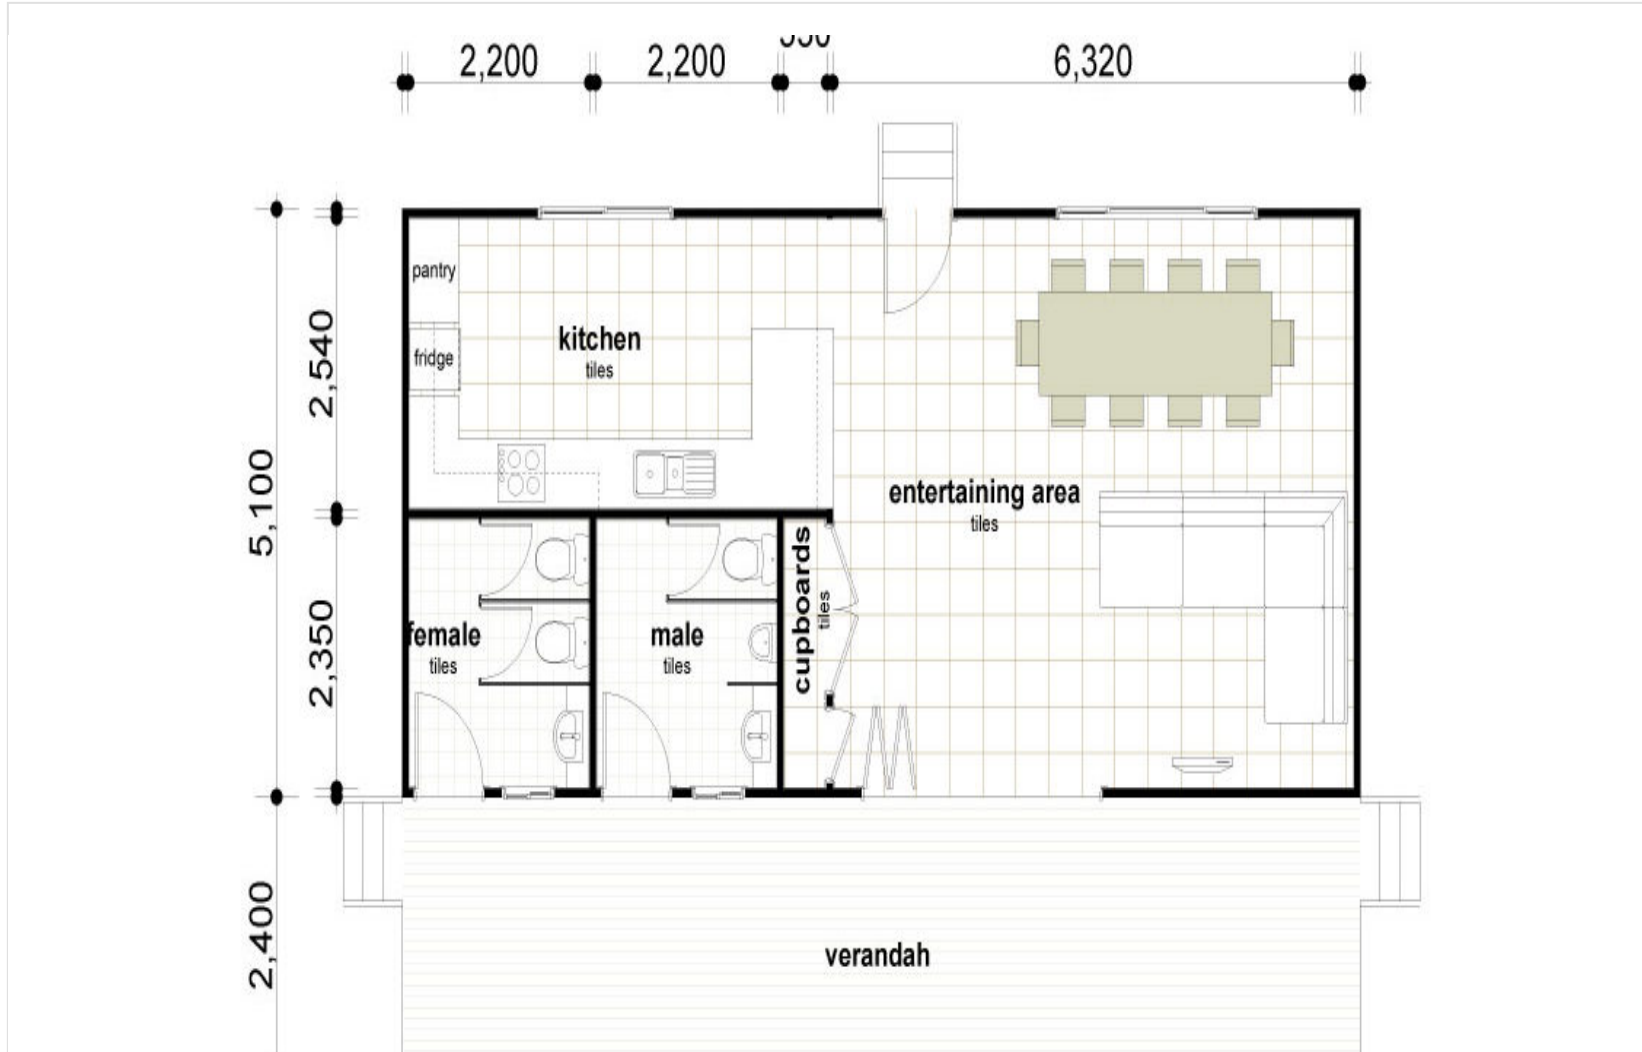 2,200
2,200
6,320
pantry
2,540
kitchen
fridge
tiles
5,100
entertaining area
tiles
cupboards
tiles
2,350
female
tiles
male
tiles
2,400
verandah